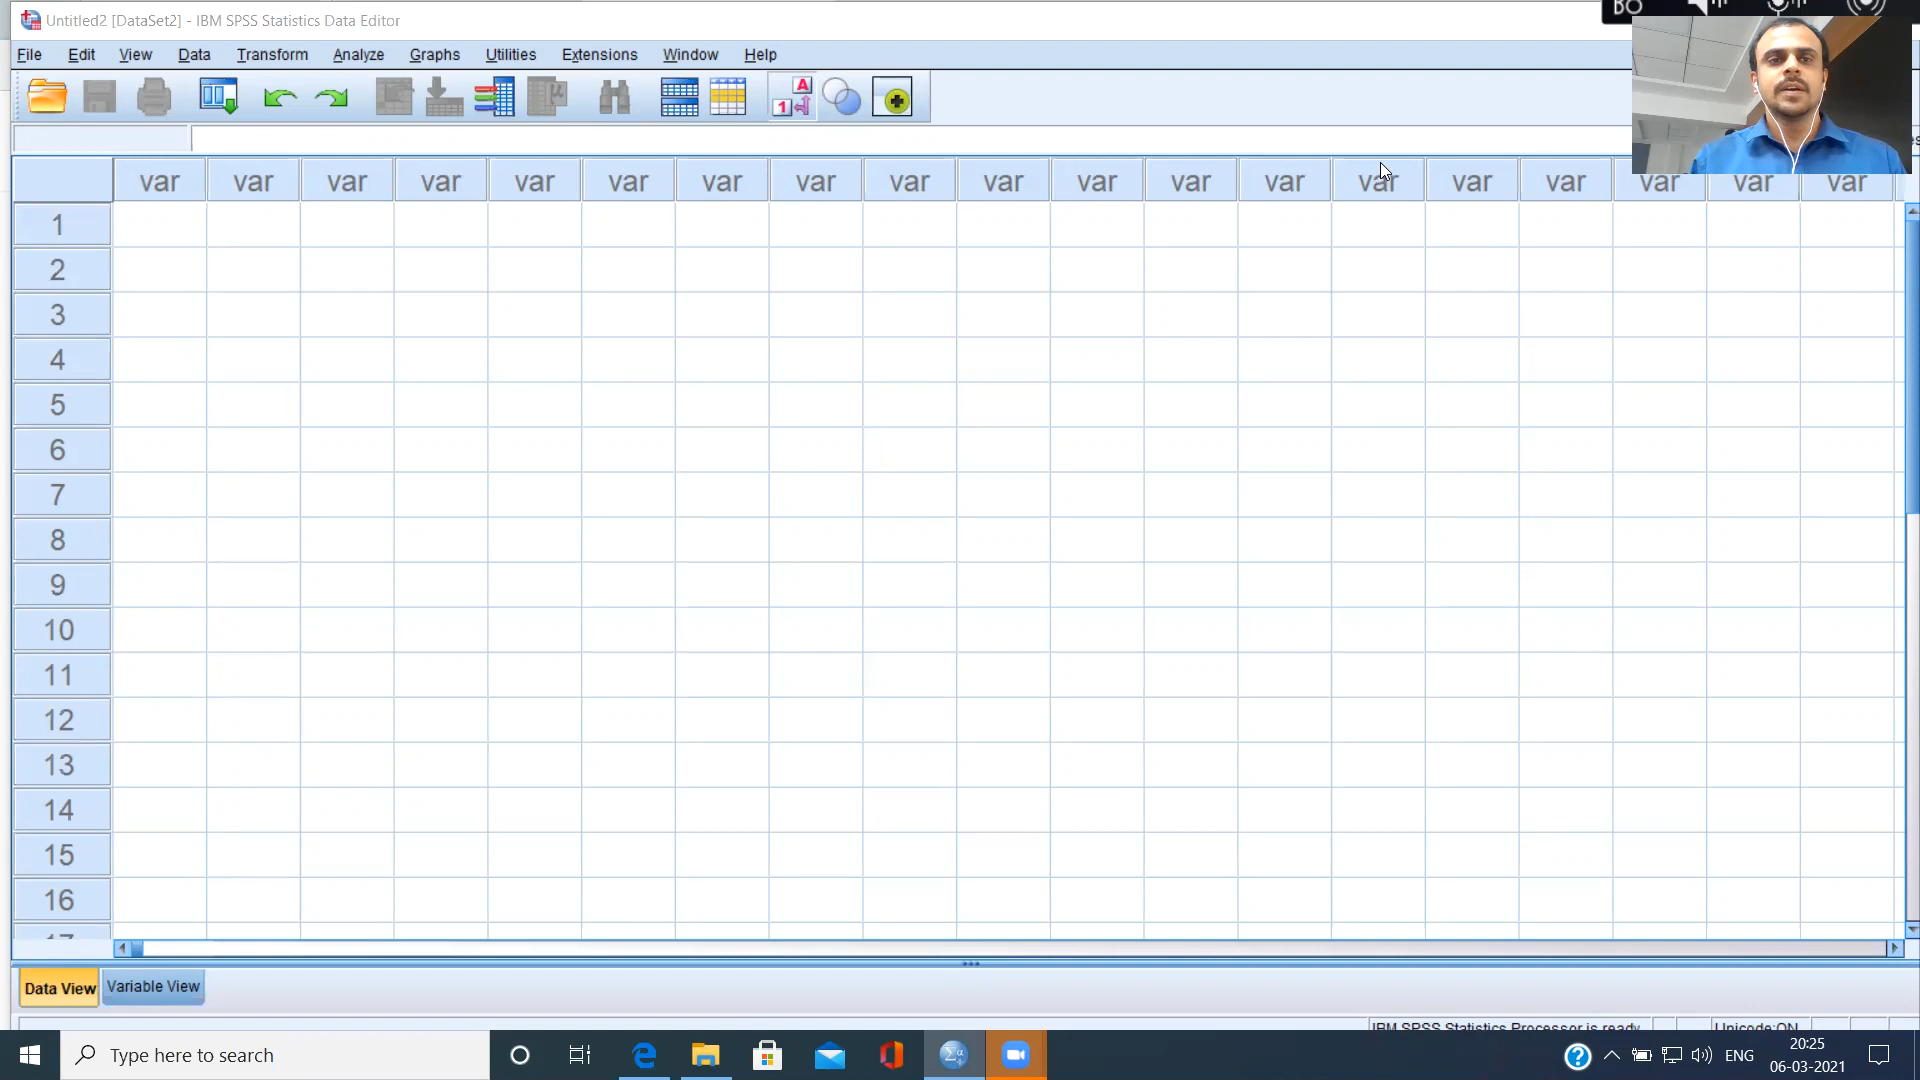 Untitled2 [DataSet2] - IBM SPSS Statistics Data Editor
BO
File Edit View Data Transform Analyze Graphs Utilities Extensions Window Help
A
1
var var var var var var var var var var var var var var var var var var var
1
2
3
4
5
6
7
8
9
10
11
12
13
14
15
16
17
Data View Variable View
IBM SPSS Statistics Processor is ready Unicode:ON
Type here to search
ENG
20:25
06-03-2021